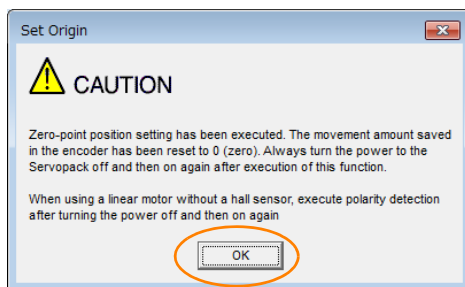 Set Origin
CAUTION
Zero-point position setting has been executed. The movement amount saved
in the encoder has been reset to 0 (zero). Always turn the power to the
Servopack off and then on again after execution of this function.
When using a linear motor without a hall sensor, execute polarity detection
after turning the power off and then on again
OK